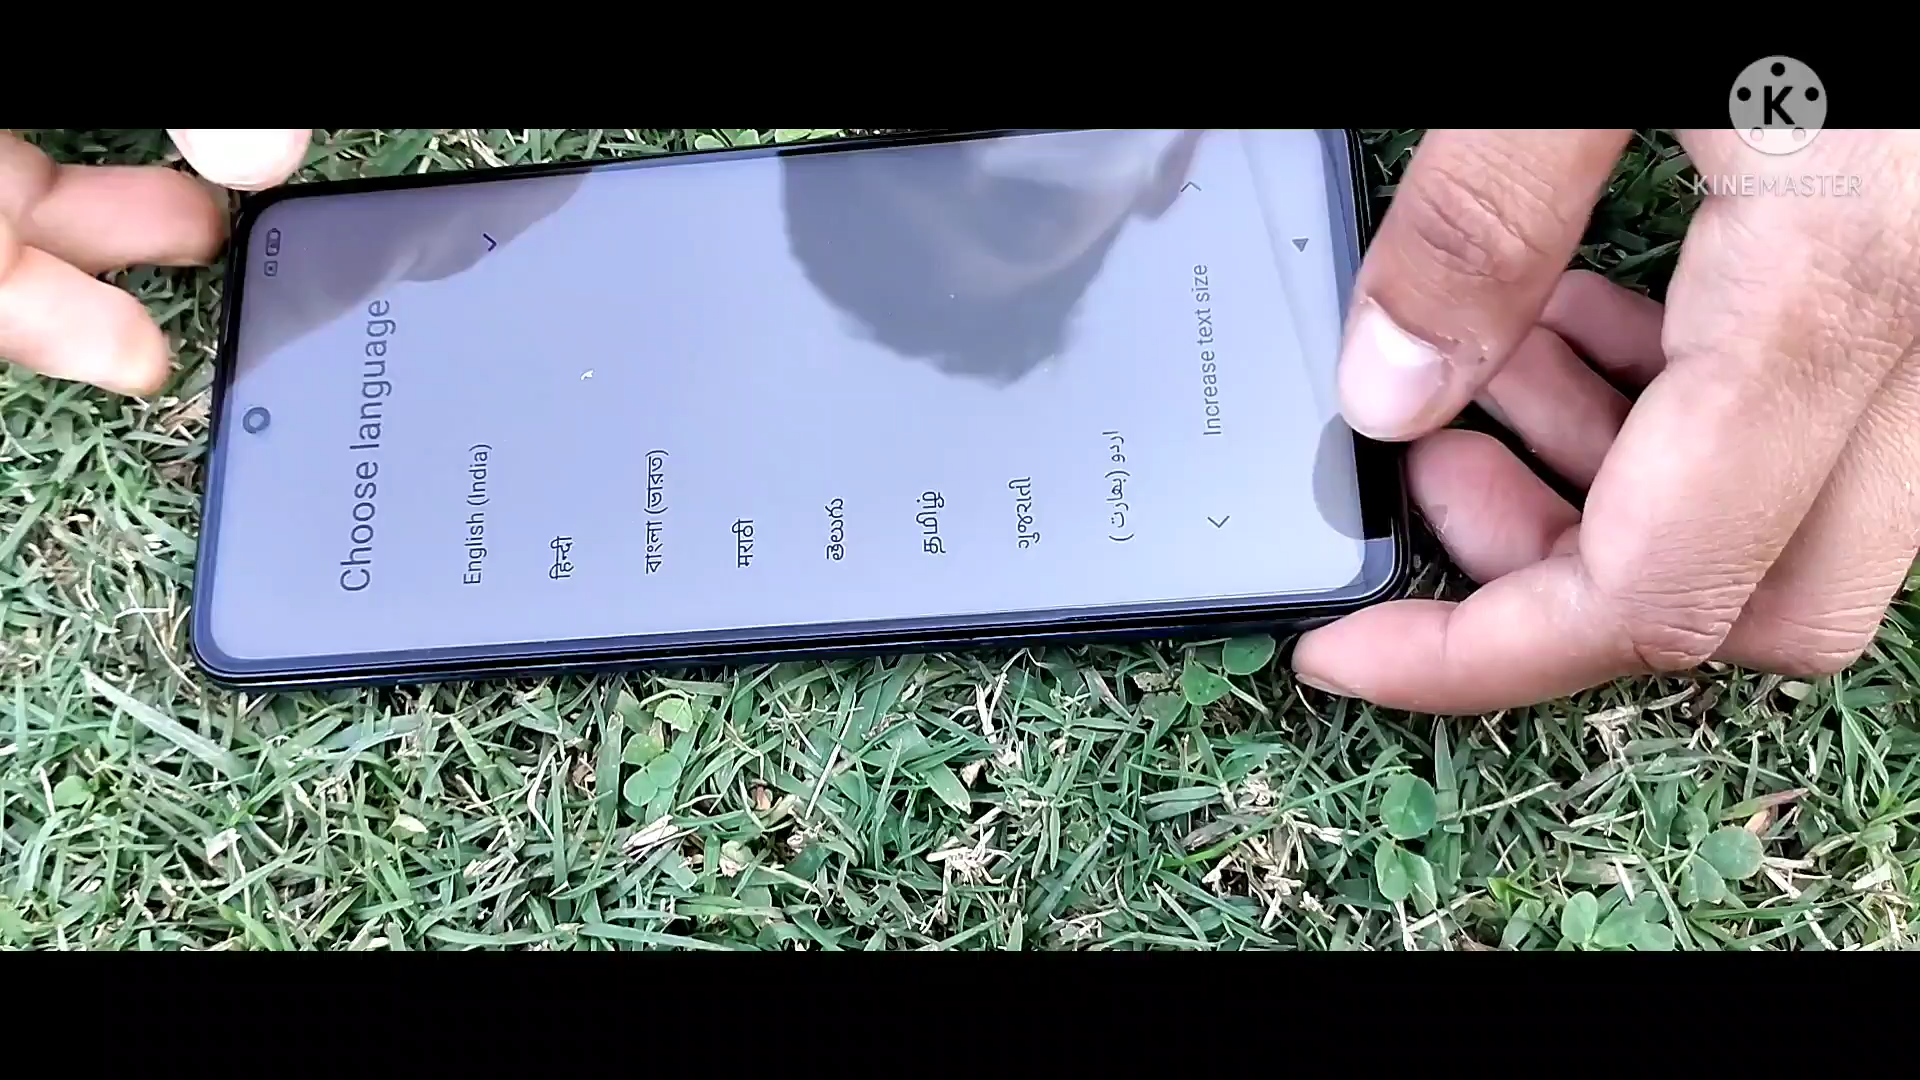 K
KINEMASTER
Choose language
English (India)
हिन्दी
বাংলা (ভারত)
मराठी
తెలుగు
தமிழ்
ગુજરાતી
اردو (بھارت)
Increase text size